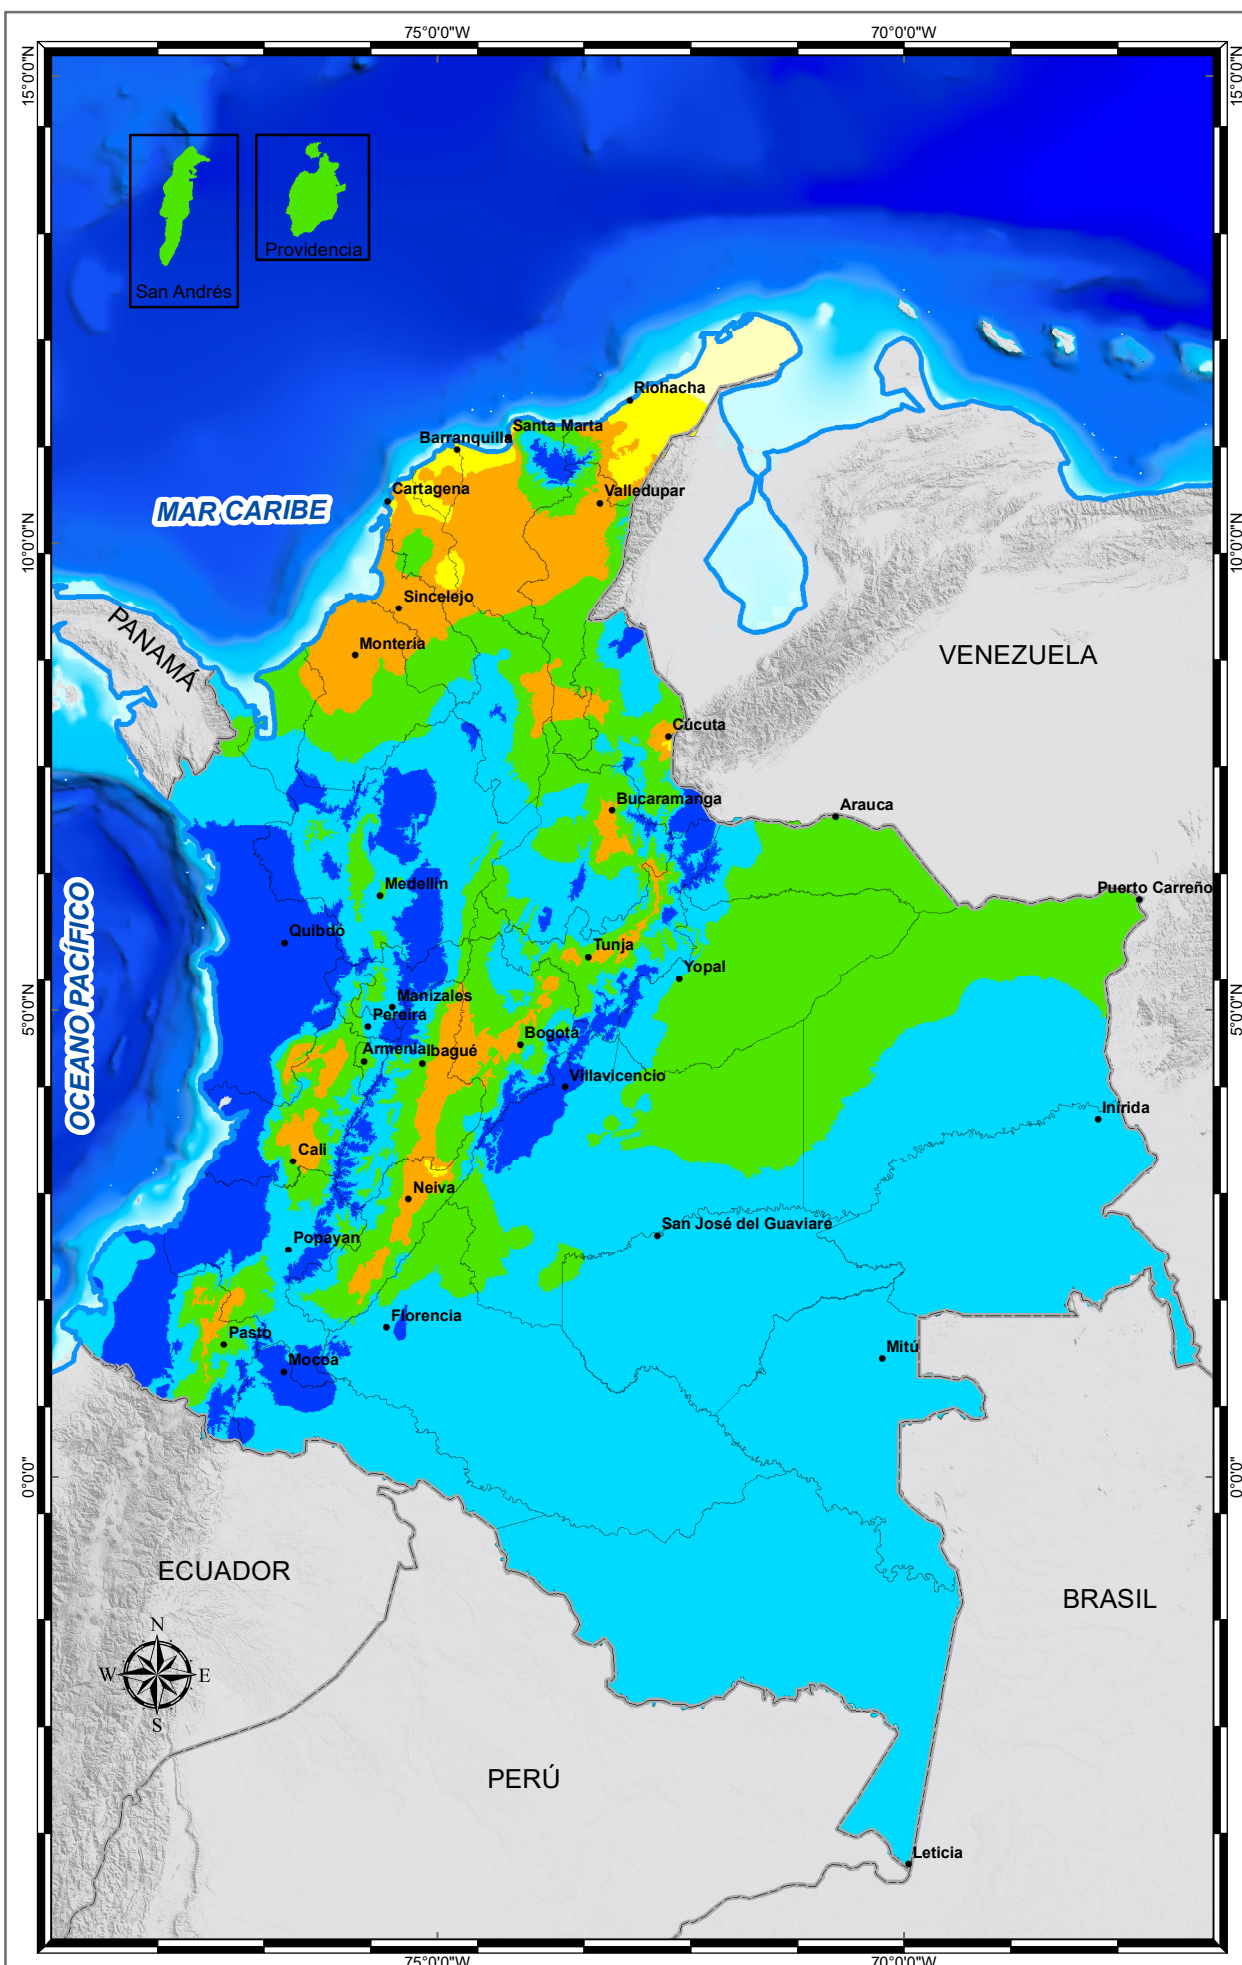 75°0'0"W
70°0'0"W
15°0'0"N
15°0'0"N
Providencia
San Andrés
Riohacha
Santa Marta
Barranquilla
Cartagena
Valledupar
MAR CARIBE
10°0'0"N
10°0'0"N
Sincelejo
PANAMÁ
Montería
VENEZUELA
Cúcuta
Bucaramanga
Arauca
Medellín
Puerto Carreño
OCEANO PACÍFICO
Quibdó
Tunja
Yopal
Manizales
5°0'0"N
5°0'0"N
Pereira
Bogotá
Armenia
Ibagué
Villavicencio
Inírida
Cali
Neiva
San José del Guaviare
Popayan
Florencia
Pasto
Mitú
Mocoa
0°0'0"
0°0'0"
ECUADOR
BRASIL
N
W
E
S
PERÚ
Leticia
75°0'0"W
70°0'0"W